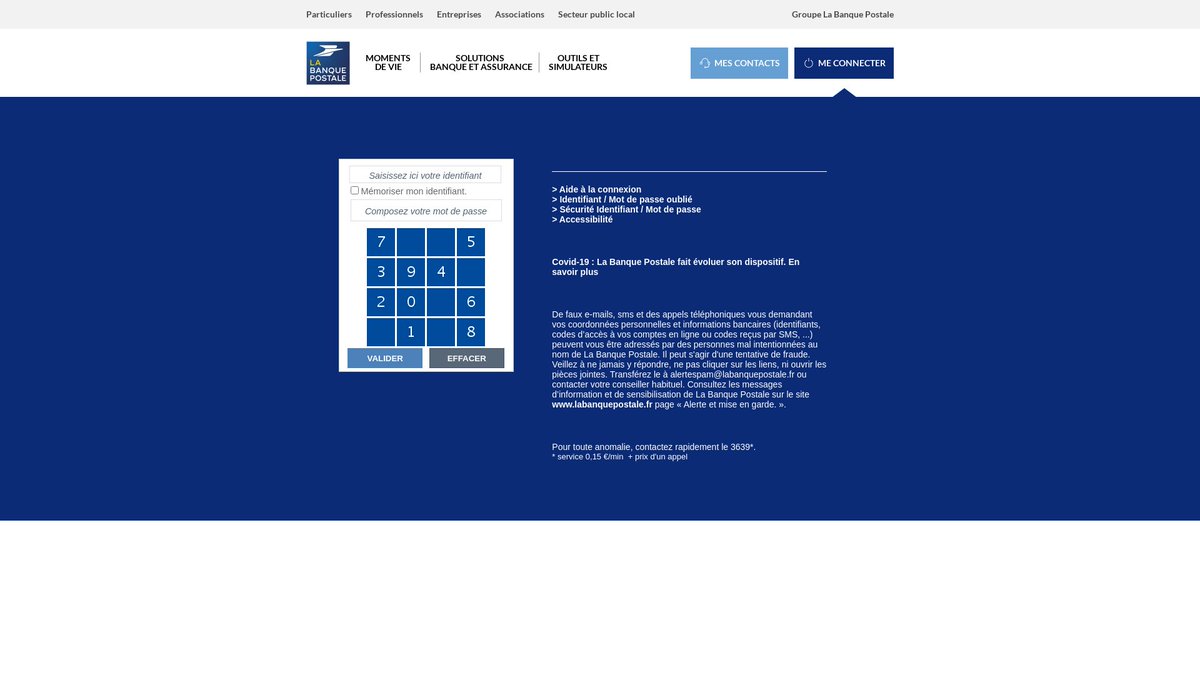 Particuliers Professionnels Entreprises Associations Secteur public local Groupe La Banque Postale
LA
BANQUE
POSTALE
MOMENTS
DE VIE
SOLUTIONS
BANQUE ET ASSURANCE
OUTILS ET
SIMULATEURS
MES CONTACTS
ME CONNECTER
Saisissez ici votre identifiant
Mémoriser mon identifiant.
Composez votre mot de passe
7 5
3 9 4
2 0 6
1 8
VALIDER EFFACER
> Aide à la connexion
> Identifiant / Mot de passe oublié
> Sécurité Identifiant / Mot de passe
> Accessibilité
Covid-19 : La Banque Postale fait évoluer son dispositif. En
savoir plus
De faux e-mails, sms et des appels téléphoniques vous demandant
vos coordonnées personnelles et informations bancaires (identifiants,
codes d'accès à vos comptes en ligne ou codes reçus par SMS, ...)
peuvent vous être adressés par des personnes mal intentionnées au
nom de La Banque Postale. Il peut s'agir d'une tentative de fraude.
Veillez à ne jamais y répondre, ne pas cliquer sur les liens, ni ouvrir les
pièces jointes. Transférez le à alertespam@labanquepostale.fr ou
contacter votre conseiller habituel. Consultez les messages
d'information et de sensibilisation de La Banque Postale sur le site
www.labanquepostale.fr page « Alerte et mise en garde. ».
Pour toute anomalie, contactez rapidement le 3639*.
* service 0,15 €/min + prix d'un appel